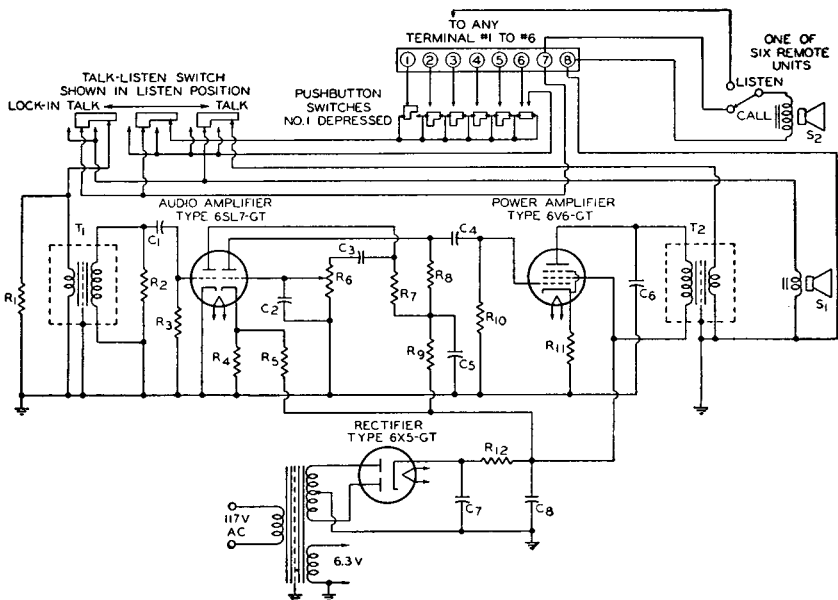 TO ANY
TERMINAL #1 TO #6
ONE OF
SIX REMOTE
UNITS
1 2 3 4 5 6 7 8
LISTEN
CALL
S2
TALK-LISTEN SWITCH
SHOWN IN LISTEN POSITION
LOCK-IN TALK
TALK
PUSHBUTTON
SWITCHES
NO.1 DEPRESSED
AUDIO AMPLIFIER
TYPE 6SL7-GT
POWER AMPLIFIER
TYPE 6V6-GT
T1
C1
C3
C4
T2
R1
R2
R3
C2
R6
R7
R8
R10
C6
S1
R4
R5
R9
C5
R11
RECTIFIER
TYPE 6X5-GT
R12
C7
C8
117V
AC
6.3V